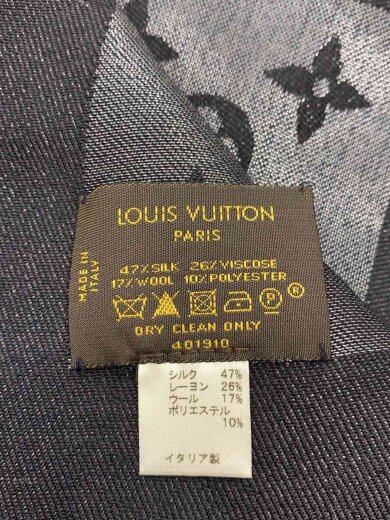 LOUIS VUITTON
PARIS
MADE IN
ITALY
47%SILK 26%VISCOSE
17%WOOL 10%POLYESTER
P ®
DRY CLEAN ONLY
401910
シルク 47%
レーヨン 26%
ウール 17%
ポリエステル
10%
イタリア製